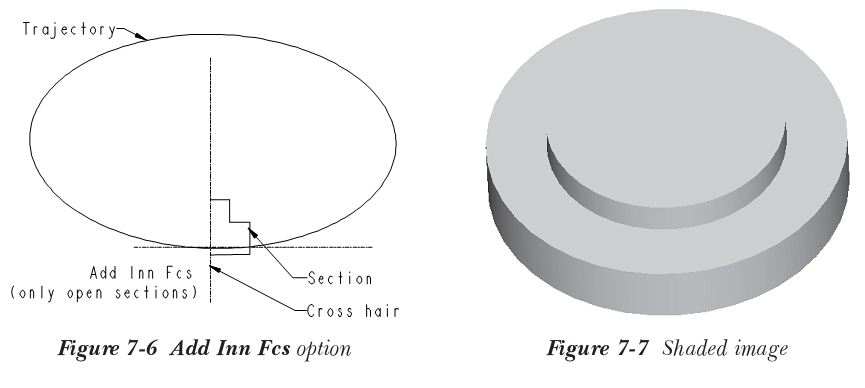 Trajectory
Add Inn Fcs
(only open sections)
Section
Cross hair
Figure 7-6 Add Inn Fcs option
Figure 7-7 Shaded image